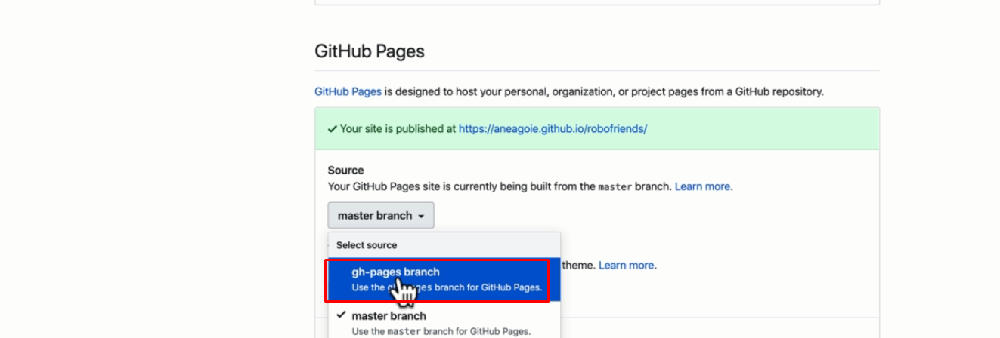 GitHub Pages
GitHub Pages is designed to host your personal, organization, or project pages from a GitHub repository.
✓ Your site is published at https://aneagoie.github.io/robofriends/
Source
Your GitHub Pages site is currently being built from the master branch. Learn more.
master branch
Select source
theme. Learn more.
gh-pages branch
Use the branch for GitHub Pages.
✓ master branch
Use the master branch for GitHub Pages.